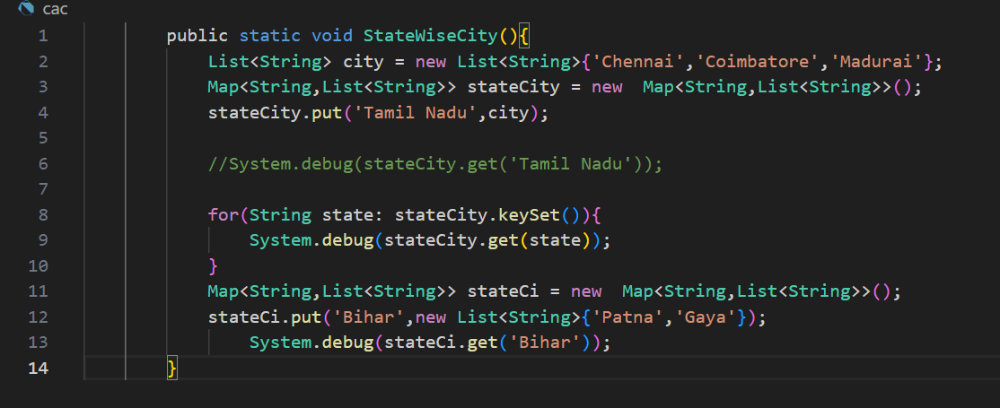 cac
1 public static void StateWiseCity(){
2 List<String> city = new List<String>{'Chennai','Coimbatore','Madurai'};
3 Map<String,List<String>> stateCity = new  Map<String,List<String>>();
4 stateCity.put('Tamil Nadu',city);
5
6 //System.debug(stateCity.get('Tamil Nadu'));
7
8 for(String state: stateCity.keySet()){
9 System.debug(stateCity.get(state));
10 }
11 Map<String,List<String>> stateCi = new  Map<String,List<String>>();
12 stateCi.put('Bihar',new List<String>{'Patna','Gaya'});
13 System.debug(stateCi.get('Bihar'));
14 }